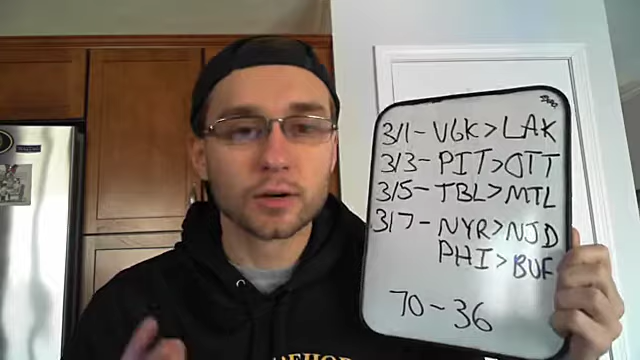 3/1-VGK>LAK
3/3-PIT>OTT
3/5-TBL>MTL
3/7-NYR>NJD
PHI>BUF
70-36